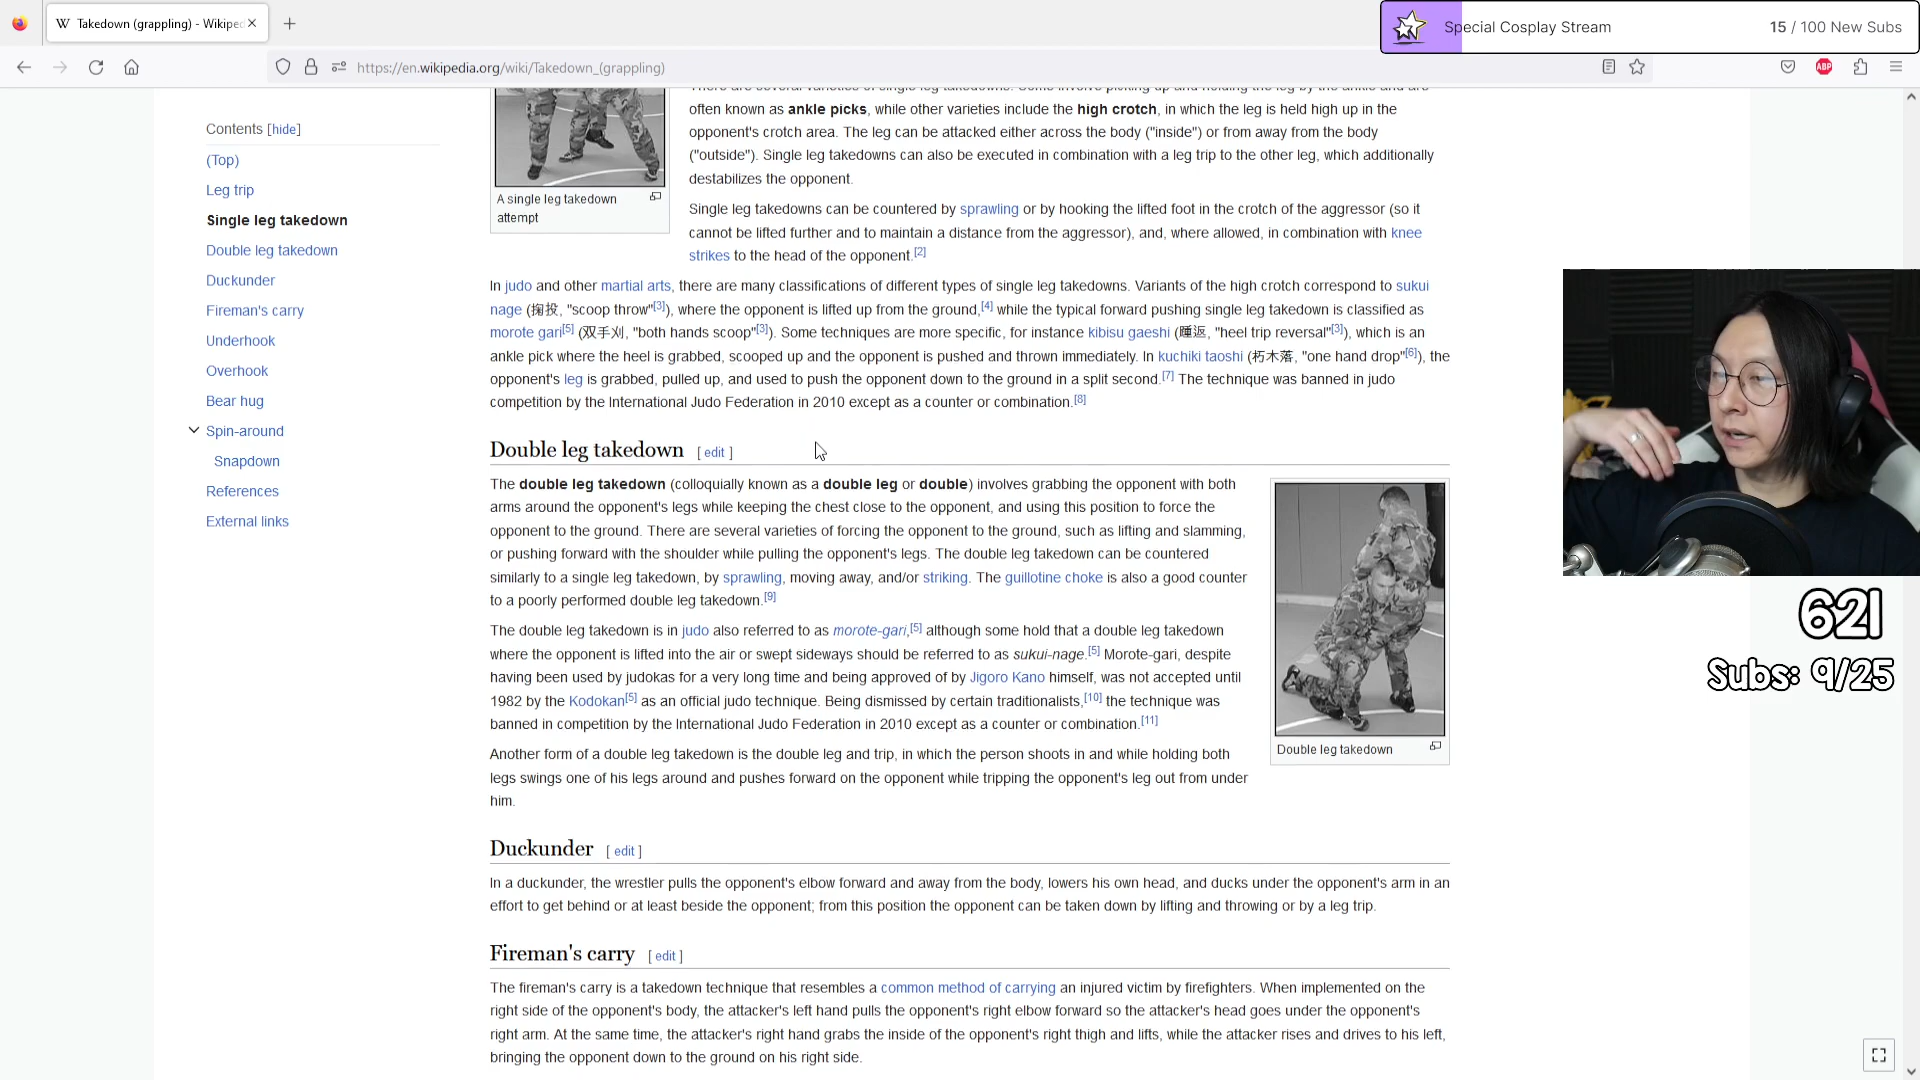 Takedown (grappling) - Wikiped
Special Cosplay Stream
15 / 100 New Subs
https://en.wikipedia.org/wiki/Takedown_(grappling)
ABP
Contents [hide]
(Top)
Leg trip
Single leg takedown
Double leg takedown
Duckunder
Fireman's carry
Underhook
Overhook
Bear hug
Spin-around
Snapdown
References
External links
A single leg takedown
attempt
There are several varieties of single leg takedowns. Some involve picking up and holding the leg by the ankle and are
often known as ankle picks, while other varieties include the high crotch, in which the leg is held high up in the
opponent's crotch area. The leg can be attacked either across the body ("inside") or from away from the body
("outside"). Single leg takedowns can also be executed in combination with a leg trip to the other leg, which additionally
destabilizes the opponent.
Single leg takedowns can be countered by sprawling or by hooking the lifted foot in the crotch of the aggressor (so it
cannot be lifted further and to maintain a distance from the aggressor), and, where allowed, in combination with knee
strikes to the head of the opponent.[2]
In judo and other martial arts, there are many classifications of different types of single leg takedowns. Variants of the high crotch correspond to sukui
nage (掬投, "scoop throw"[3]), where the opponent is lifted up from the ground,[4] while the typical forward pushing single leg takedown is classified as
morote gari[5] (双手刈, "both hands scoop"[3]). Some techniques are more specific, for instance kibisu gaeshi (踵返, "heel trip reversal"[3]), which is an
ankle pick where the heel is grabbed, scooped up and the opponent is pushed and thrown immediately. In kuchiki taoshi (朽木落, "one hand drop"[6]), the
opponent's leg is grabbed, pulled up, and used to push the opponent down to the ground in a split second.[7] The technique was banned in judo
competition by the International Judo Federation in 2010 except as a counter or combination.[8]
Double leg takedown [ edit ]
The double leg takedown (colloquially known as a double leg or double) involves grabbing the opponent with both
arms around the opponent's legs while keeping the chest close to the opponent, and using this position to force the
opponent to the ground. There are several varieties of forcing the opponent to the ground, such as lifting and slamming,
or pushing forward with the shoulder while pulling the opponent's legs. The double leg takedown can be countered
similarly to a single leg takedown, by sprawling, moving away, and/or striking. The guillotine choke is also a good counter
to a poorly performed double leg takedown.[9]
The double leg takedown is in judo also referred to as morote-gari,[5] although some hold that a double leg takedown
where the opponent is lifted into the air or swept sideways should be referred to as sukui-nage.[5] Morote-gari, despite
having been used by judokas for a very long time and being approved of by Jigoro Kano himself, was not accepted until
1982 by the Kodokan[5] as an official judo technique. Being dismissed by certain traditionalists,[10] the technique was
banned in competition by the International Judo Federation in 2010 except as a counter or combination.[11]
Another form of a double leg takedown is the double leg and trip, in which the person shoots in and while holding both
legs swings one of his legs around and pushes forward on the opponent while tripping the opponent's leg out from under
him.
Double leg takedown
Duckunder [ edit ]
In a duckunder, the wrestler pulls the opponent's elbow forward and away from the body, lowers his own head, and ducks under the opponent's arm in an
effort to get behind or at least beside the opponent; from this position the opponent can be taken down by lifting and throwing or by a leg trip.
Fireman's carry [ edit ]
The fireman's carry is a takedown technique that resembles a common method of carrying an injured victim by firefighters. When implemented on the
right side of the opponent's body, the attacker's left hand pulls the opponent's right elbow forward so the attacker's head goes under the opponent's
right arm. At the same time, the attacker's right hand grabs the inside of the opponent's right thigh and lifts, while the attacker rises and drives to his left,
bringing the opponent down to the ground on his right side.
621
Subs: 9/25